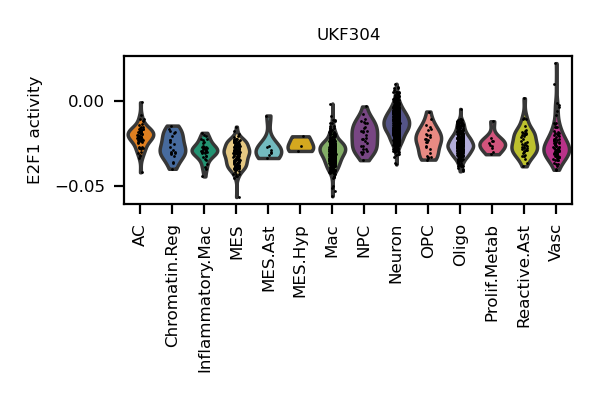 UKF304
E2F1 activity
0.00
−0.05
AC
Chromatin.Reg
Inflammatory.Mac
MES
MES.Ast
MES.Hyp
Mac
NPC
Neuron
OPC
Oligo
Prolif.Metab
Reactive.Ast
Vasc